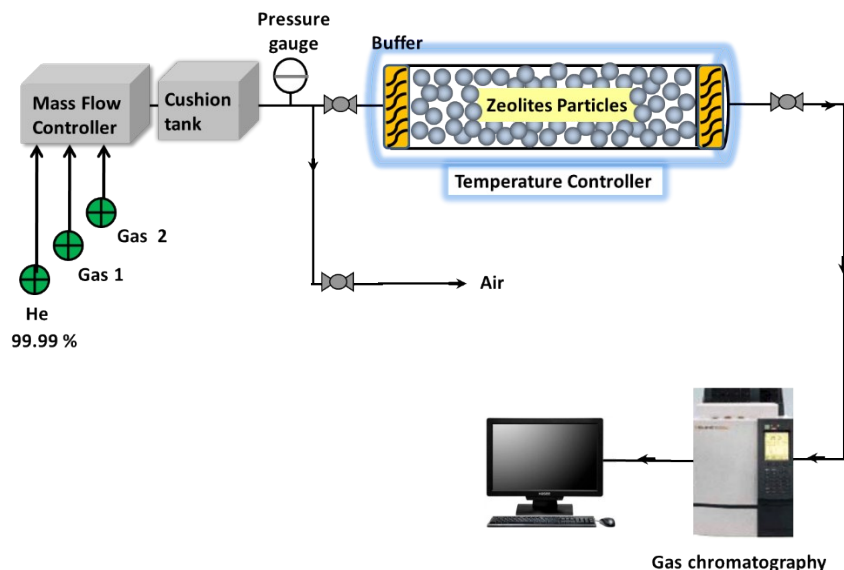 Pressure
gauge
Buffer
Mass Flow
Controller
Cushion
tank
Zeolites Particles
Temperature Controller
Gas 2
Gas 1
He
99.99 %
Air
Gas chromatography